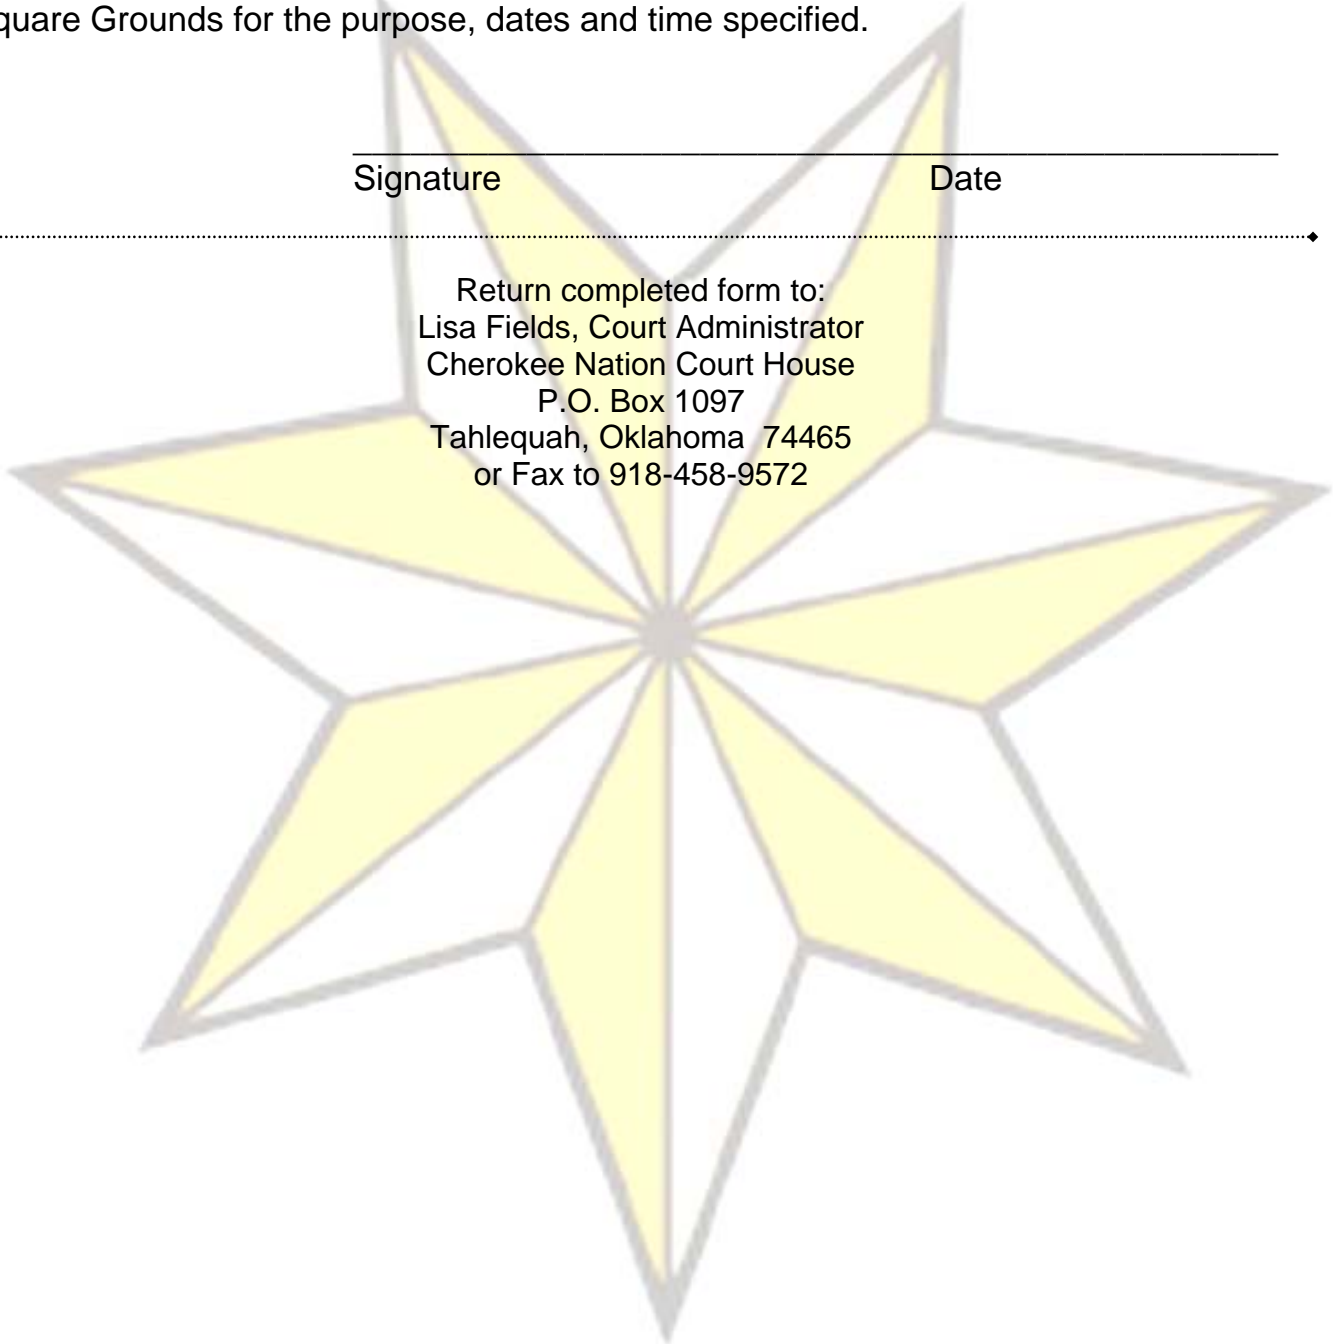 quare Grounds for the purpose, dates and time specified.
Signature Date
Return completed form to:
Lisa Fields, Court Administrator
Cherokee Nation Court House
P.O. Box 1097
Tahlequah, Oklahoma  74465
or Fax to 918-458-9572